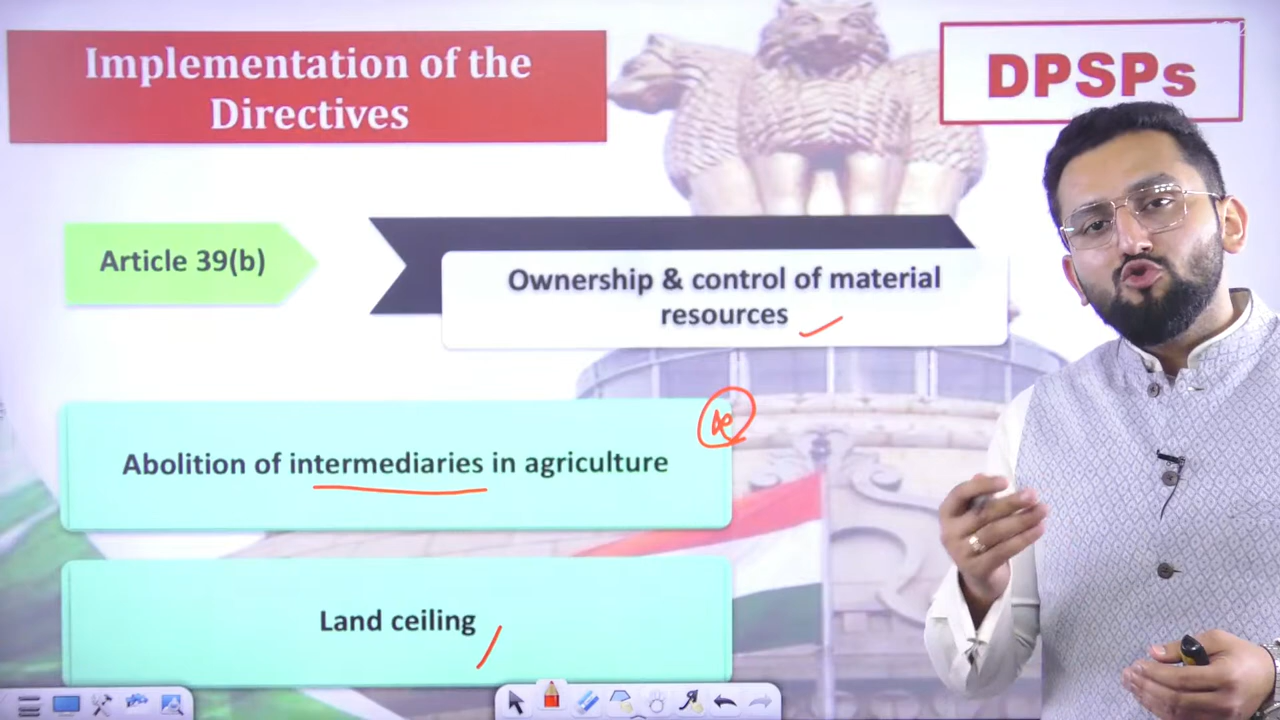 Implementation of the
Directives
DPSPs
Article 39(b)
Ownership & control of material
resources
Abolition of intermediaries in agriculture
Land ceiling